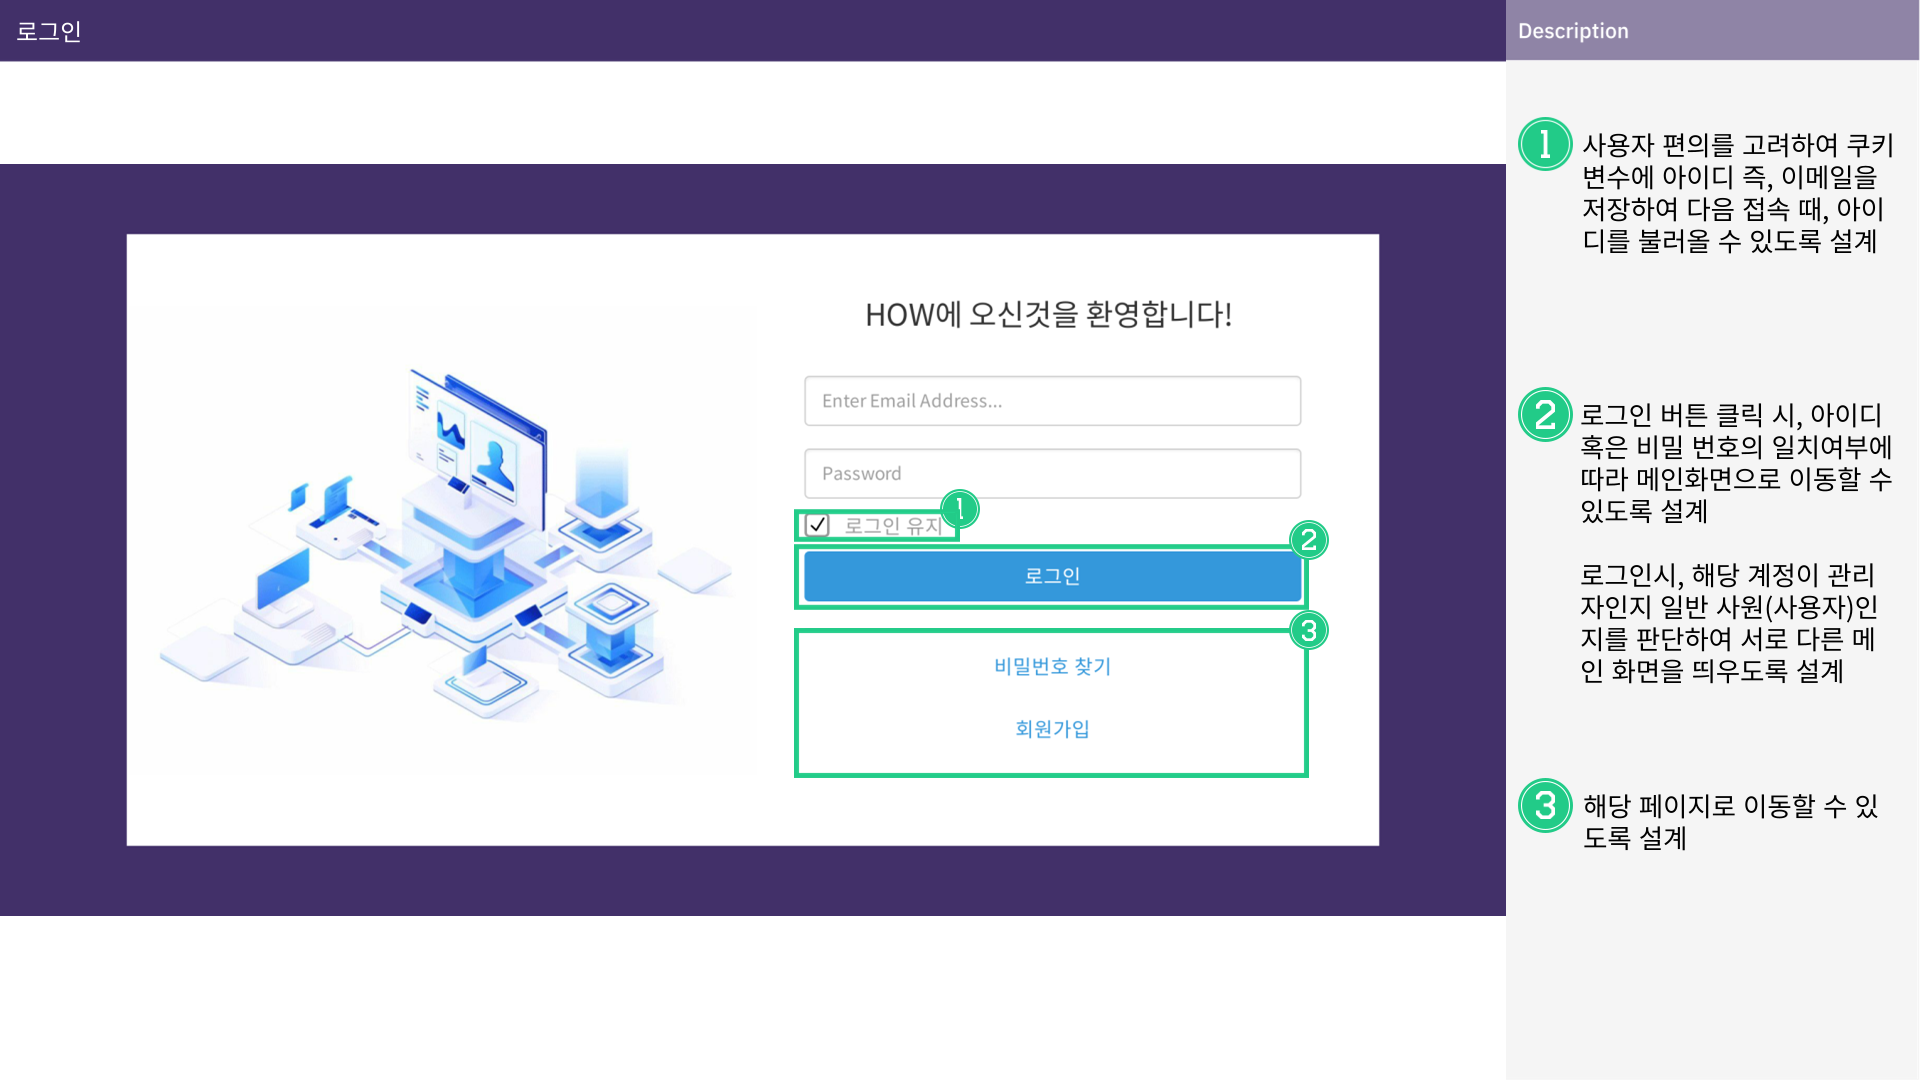 로그인
Description
HOW에 오신것을 환영합니다!
Enter Email Address...
Password
1
로그인 유지
2
로그인
3
비밀번호 찾기
회원가입
1
사용자 편의를 고려하여 쿠키
변수에 아이디 즉, 이메일을
저장하여 다음 접속 때, 아이
디를 불러올 수 있도록 설계
2
로그인 버튼 클릭 시, 아이디
혹은 비밀 번호의 일치여부에
따라 메인화면으로 이동할 수
있도록 설계
로그인시, 해당 계정이 관리
자인지 일반 사원(사용자)인
지를 판단하여 서로 다른 메
인 화면을 띄우도록 설계
3
해당 페이지로 이동할 수 있
도록 설계